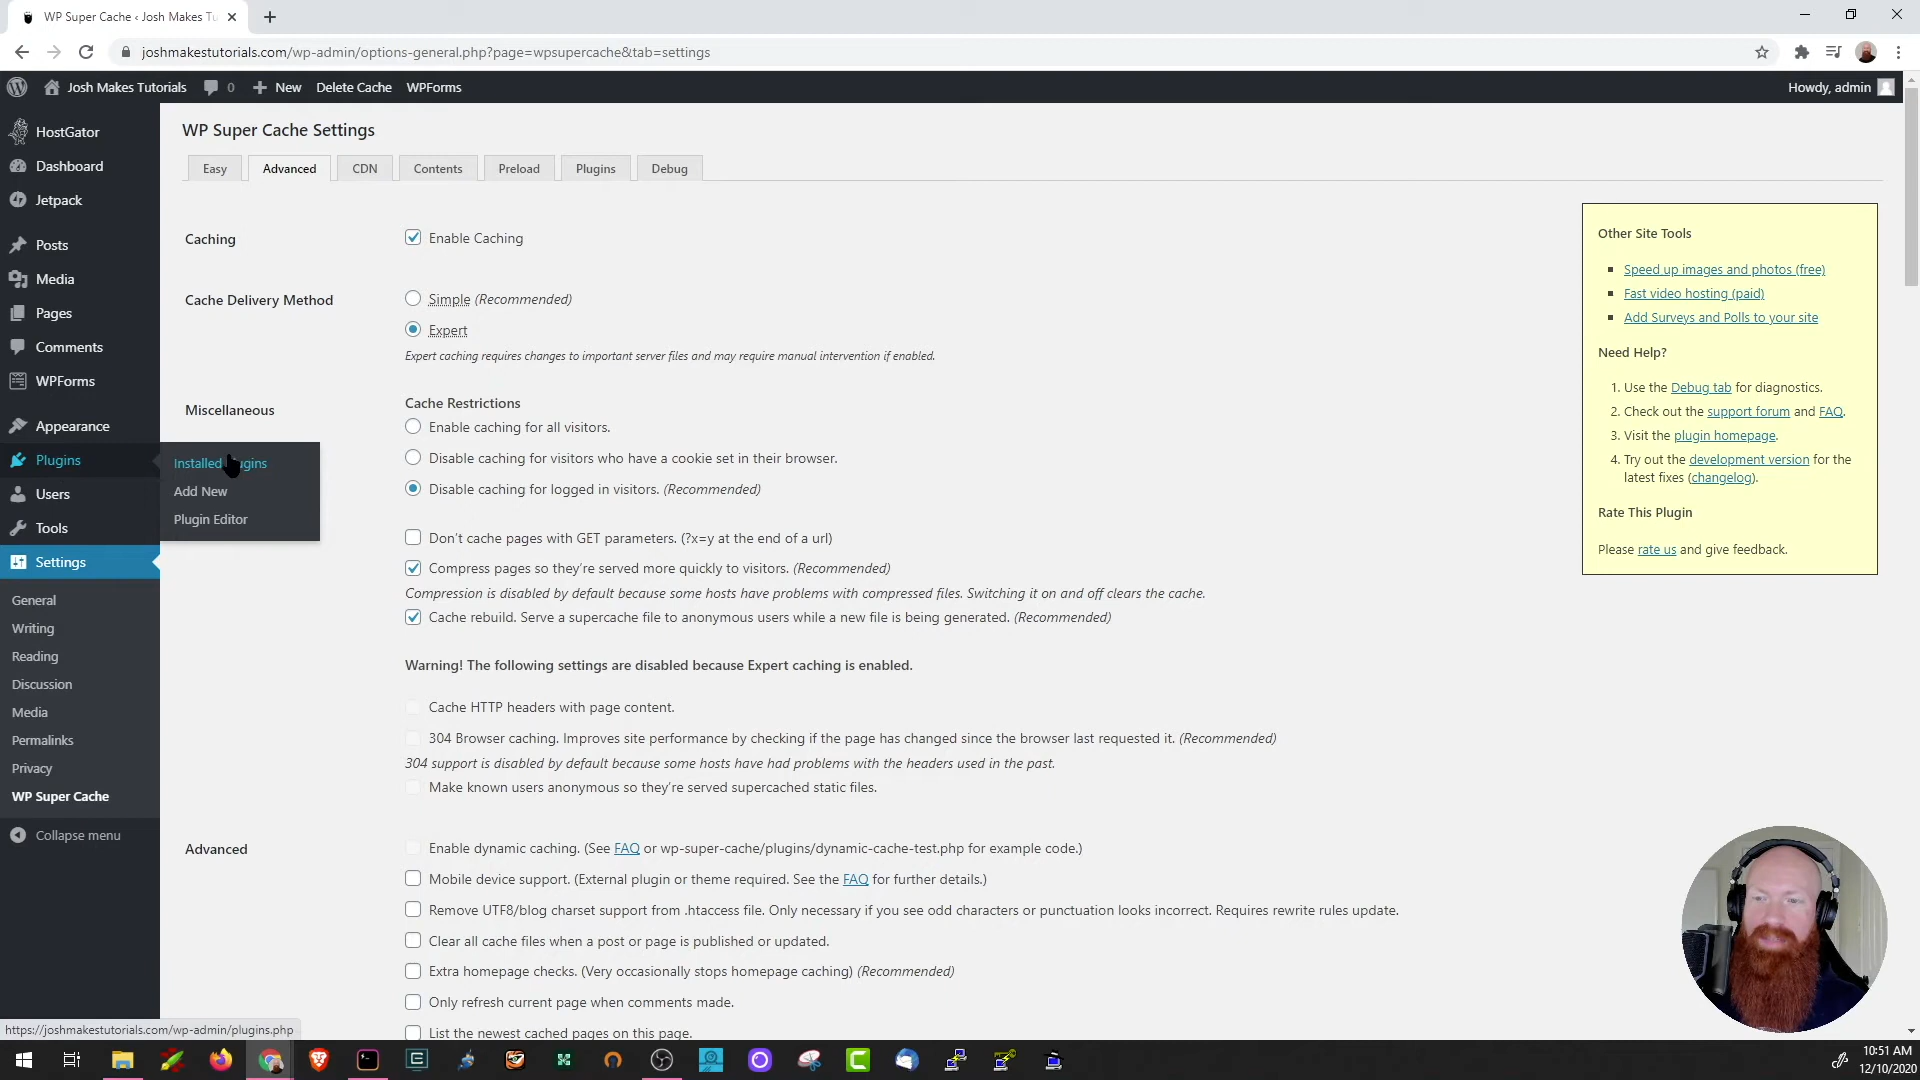 WP Super Cache ‹ Josh Makes Tu
joshmakestutorials.com/wp-admin/options-general.php?page=wpsupercache&tab=settings
Josh Makes Tutorials
0
New
Delete Cache
WPForms
Howdy, admin
HostGator
Dashboard
Jetpack
Posts
Media
Pages
Comments
WPForms
Appearance
Plugins
Installed
Add New
Plugin Editor
Users
Tools
Settings
General
Writing
Reading
Discussion
Media
Permalinks
Privacy
WP Super Cache
Collapse menu
WP Super Cache Settings
Easy
Advanced
CDN
Contents
Preload
Plugins
Debug
Caching
Enable Caching
Cache Delivery Method
Simple (Recommended)
Expert
Expert caching requires changes to important server files and may require manual intervention if enabled.
Miscellaneous
Cache Restrictions
Enable caching for all visitors.
Disable caching for visitors who have a cookie set in their browser.
Disable caching for logged in visitors. (Recommended)
Don't cache pages with GET parameters. (?x=y at the end of a url)
Compress pages so they're served more quickly to visitors. (Recommended)
Compression is disabled by default because some hosts have problems with compressed files. Switching it on and off clears the cache.
Cache rebuild. Serve a supercache file to anonymous users while a new file is being generated. (Recommended)
Warning! The following settings are disabled because Expert caching is enabled.
Cache HTTP headers with page content.
304 Browser caching. Improves site performance by checking if the page has changed since the browser last requested it. (Recommended)
304 support is disabled by default because some hosts have had problems with the headers used in the past.
Make known users anonymous so they're served supercached static files.
Advanced
Enable dynamic caching. (See FAQ or wp-super-cache/plugins/dynamic-cache-test.php for example code.)
Mobile device support. (External plugin or theme required. See the FAQ for further details.)
Remove UTF8/blog charset support from .htaccess file. Only necessary if you see odd characters or punctuation looks incorrect. Requires rewrite rules update.
Clear all cache files when a post or page is published or updated.
Extra homepage checks. (Very occasionally stops homepage caching) (Recommended)
Only refresh current page when comments made.
List the newest cached pages on this page.
Other Site Tools
Speed up images and photos (free)
Fast video hosting (paid)
Add Surveys and Polls to your site
Need Help?
1. Use the Debug tab for diagnostics.
2. Check out the support forum and FAQ.
3. Visit the plugin homepage.
4. Try out the development version for the
latest fixes (changelog).
Rate This Plugin
Please rate us and give feedback.
https://joshmakestutorials.com/wp-admin/plugins.php
10:51 AM
12/10/2020